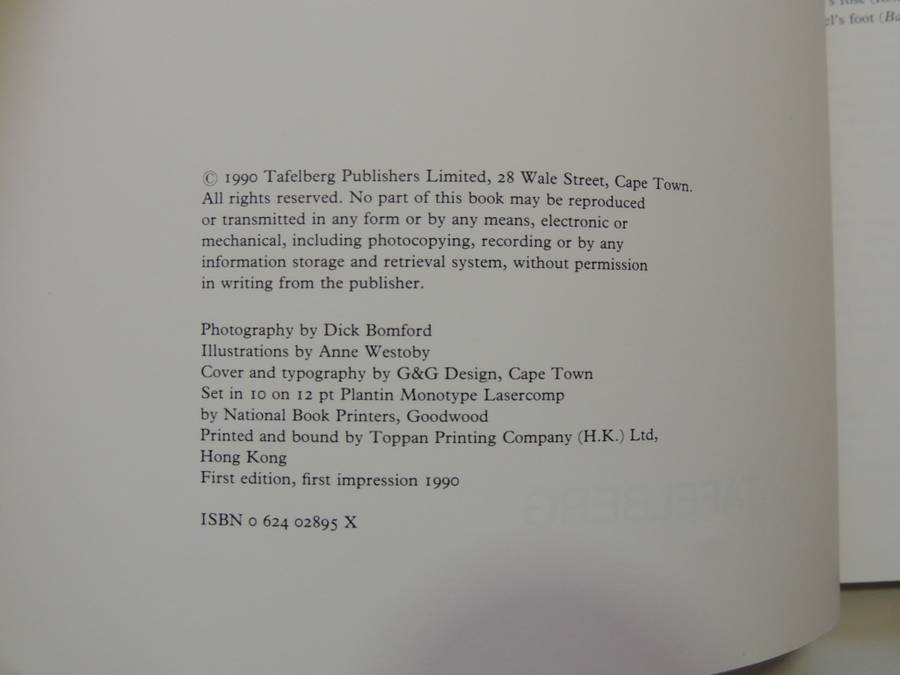 © 1990 Tafelberg Publishers Limited, 28 Wale Street, Cape Town.
All rights reserved. No part of this book may be reproduced
or transmitted in any form or by any means, electronic or
mechanical, including photocopying, recording or by any
information storage and retrieval system, without permission
in writing from the publisher.
Photography by Dick Bomford
Illustrations by Anne Westoby
Cover and typography by G&G Design, Cape Town
Set in 10 on 12 pt Plantin Monotype Lasercomp
by National Book Printers, Goodwood
Printed and bound by Toppan Printing Company (H.K.) Ltd,
Hong Kong
First edition, first impression 1990
ISBN 0 624 02895 X
TAFELBERG
foot